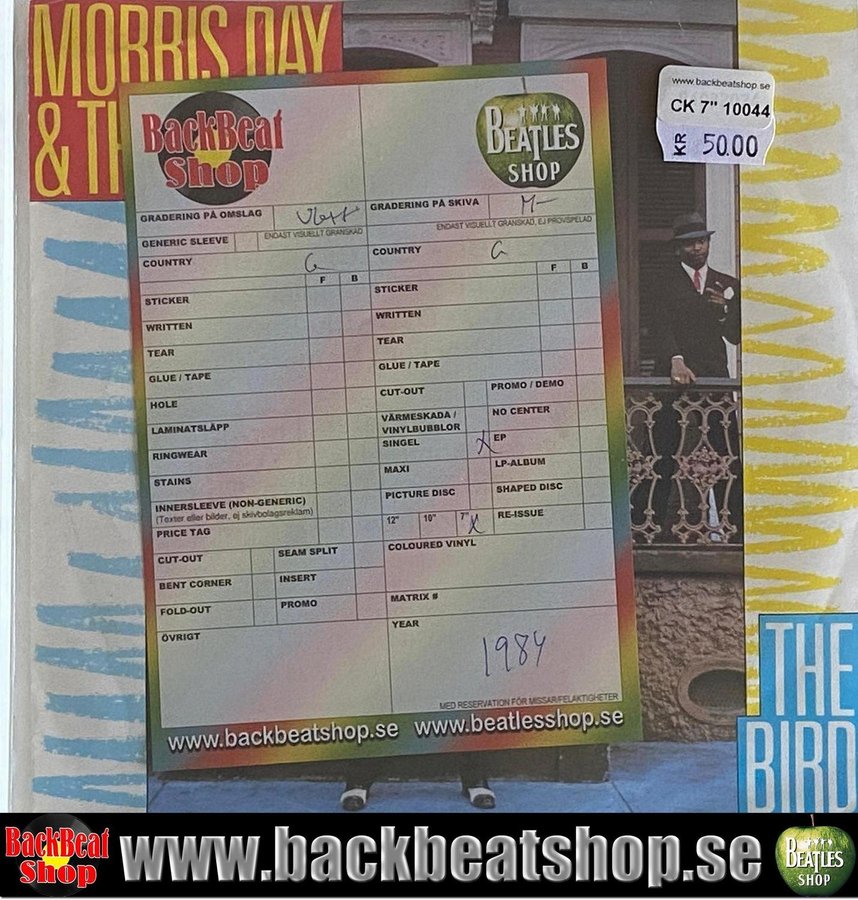 MORRIS DAY
& TH
www.backbeatshop.se
CK 7" 10044
KR 50.00
BackBeat
Shop
BEATLES
SHOP
GRADERING PÅ OMSLAG
GRADERING PÅ SKIVA M-
ENDAST VISUELLT GRANSKAD
ENDAST VISUELLT GRANSKAD, EJ PROVSPELAD
GENERIC SLEEVE
COUNTRY G
COUNTRY G
F B
F B
STICKER
STICKER
WRITTEN
WRITTEN
TEAR
TEAR
GLUE / TAPE
GLUE / TAPE
HOLE
CUT-OUT PROMO / DEMO
LAMINATSLÄPP
VÄRMESKADA /
VINYLBUBBLOR NO CENTER
RINGWEAR
SINGEL X EP
STAINS
MAXI LP-ALBUM
INNERSLEEVE (NON-GENERIC)
(Texter eller bilder, ej skivbolagsreklam)
PICTURE DISC SHAPED DISC
PRICE TAG
12" 10" 7" X RE-ISSUE
CUT-OUT SEAM SPLIT
COLOURED VINYL
BENT CORNER INSERT
FOLD-OUT PROMO
MATRIX #
ÖVRIGT
YEAR
1984
MED RESERVATION FÖR MISSAR/FELAKTIGHETER
www.backbeatshop.se www.beatlesshop.se
THE
BIRD
BackBeat
Shop
www.backbeatshop.se
BEATLES
SHOP